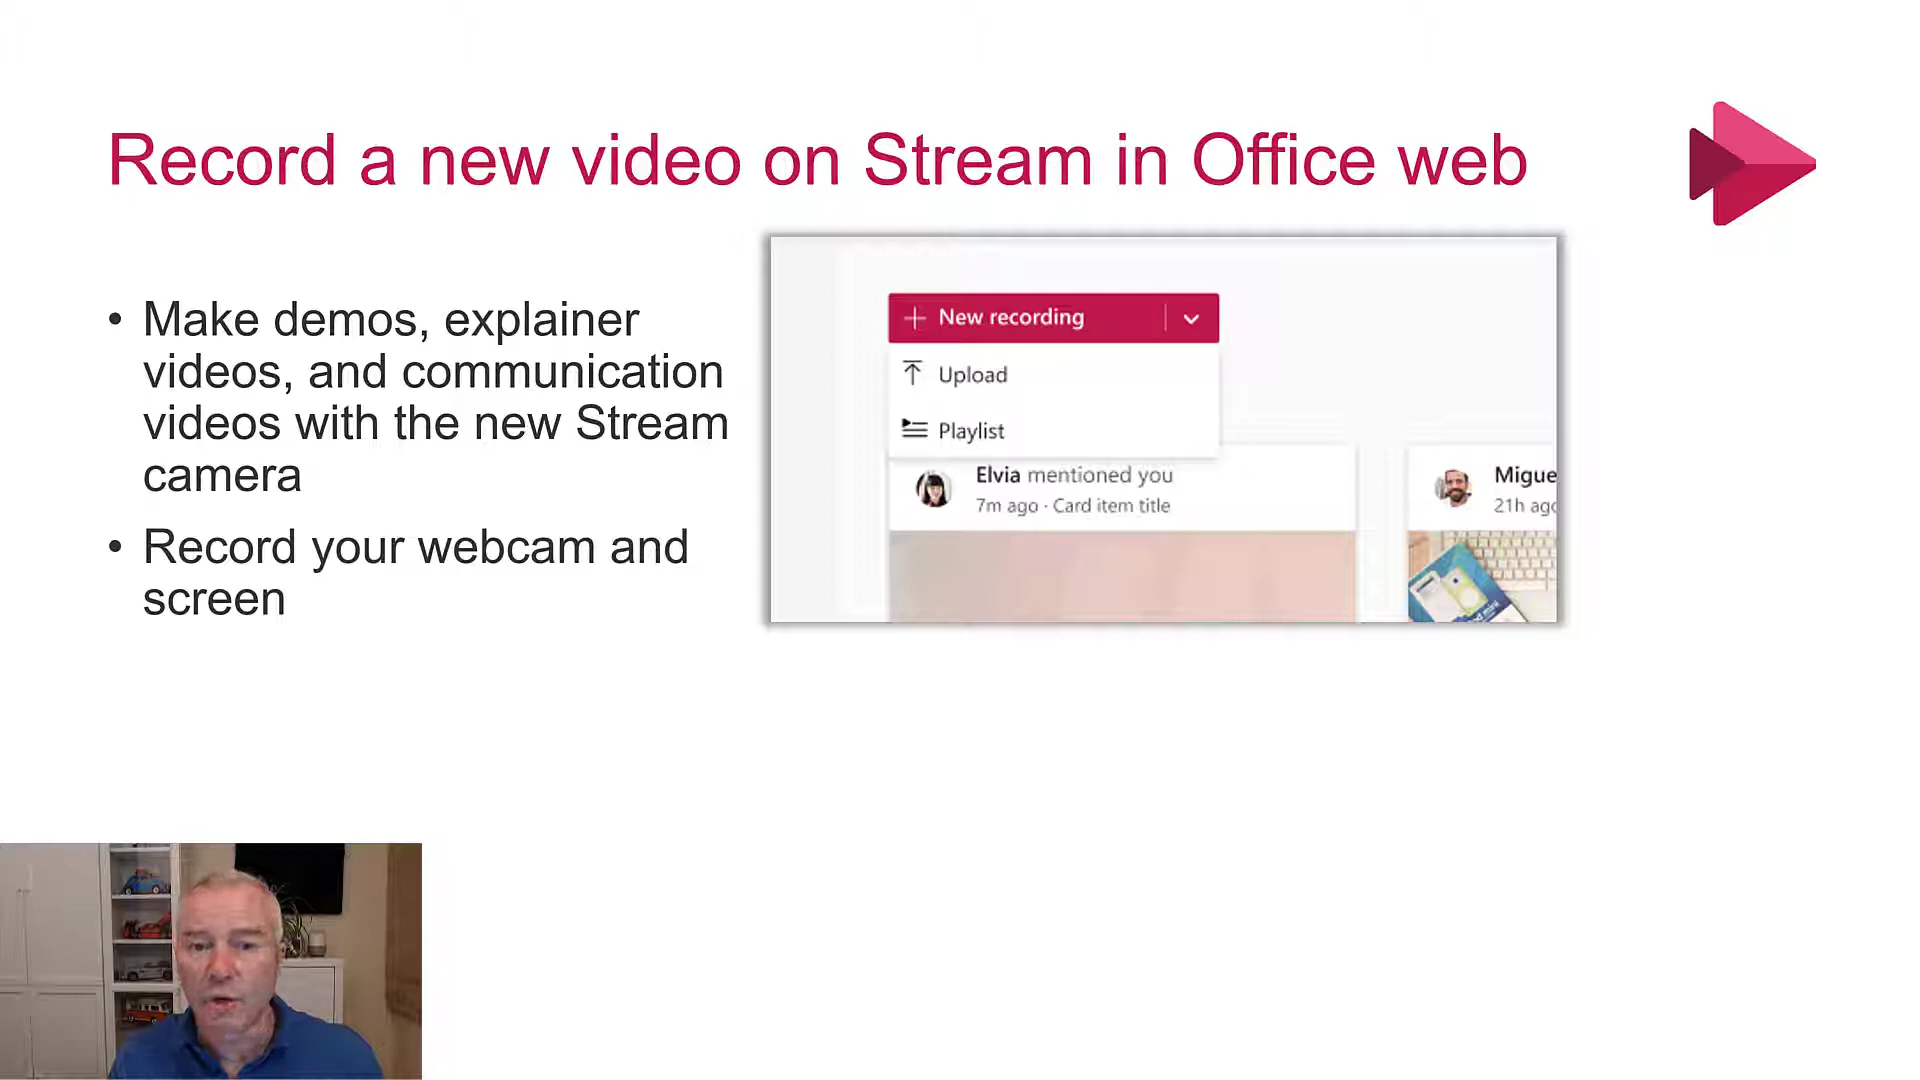 Record a new video on Stream in Office web
• Make demos, explainer
videos, and communication
videos with the new Stream
camera
• Record your webcam and
screen
New recording
Upload
Playlist
Elvia mentioned you
7m ago · Card item title
Migue
21h ago